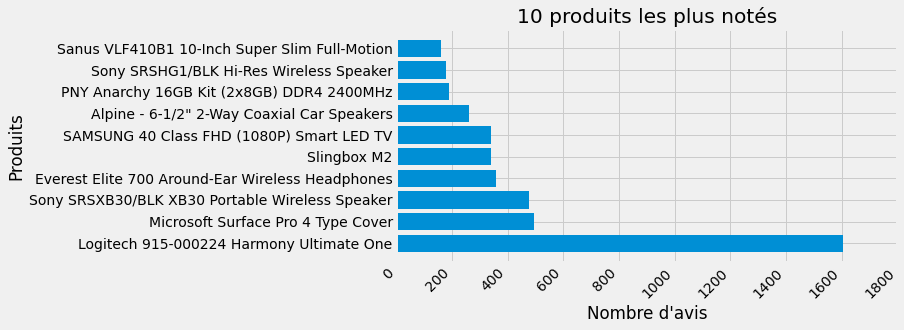 10 produits les plus notés
Produits
Sanus VLF410B1 10-Inch Super Slim Full-Motion
Sony SRSHG1/BLK Hi-Res Wireless Speaker
PNY Anarchy 16GB Kit (2x8GB) DDR4 2400MHz
Alpine - 6-1/2" 2-Way Coaxial Car Speakers
SAMSUNG 40 Class FHD (1080P) Smart LED TV
Slingbox M2
Everest Elite 700 Around-Ear Wireless Headphones
Sony SRSXB30/BLK XB30 Portable Wireless Speaker
Microsoft Surface Pro 4 Type Cover
Logitech 915-000224 Harmony Ultimate One
0 200 400 600 800 1000 1200 1400 1600 1800
Nombre d'avis